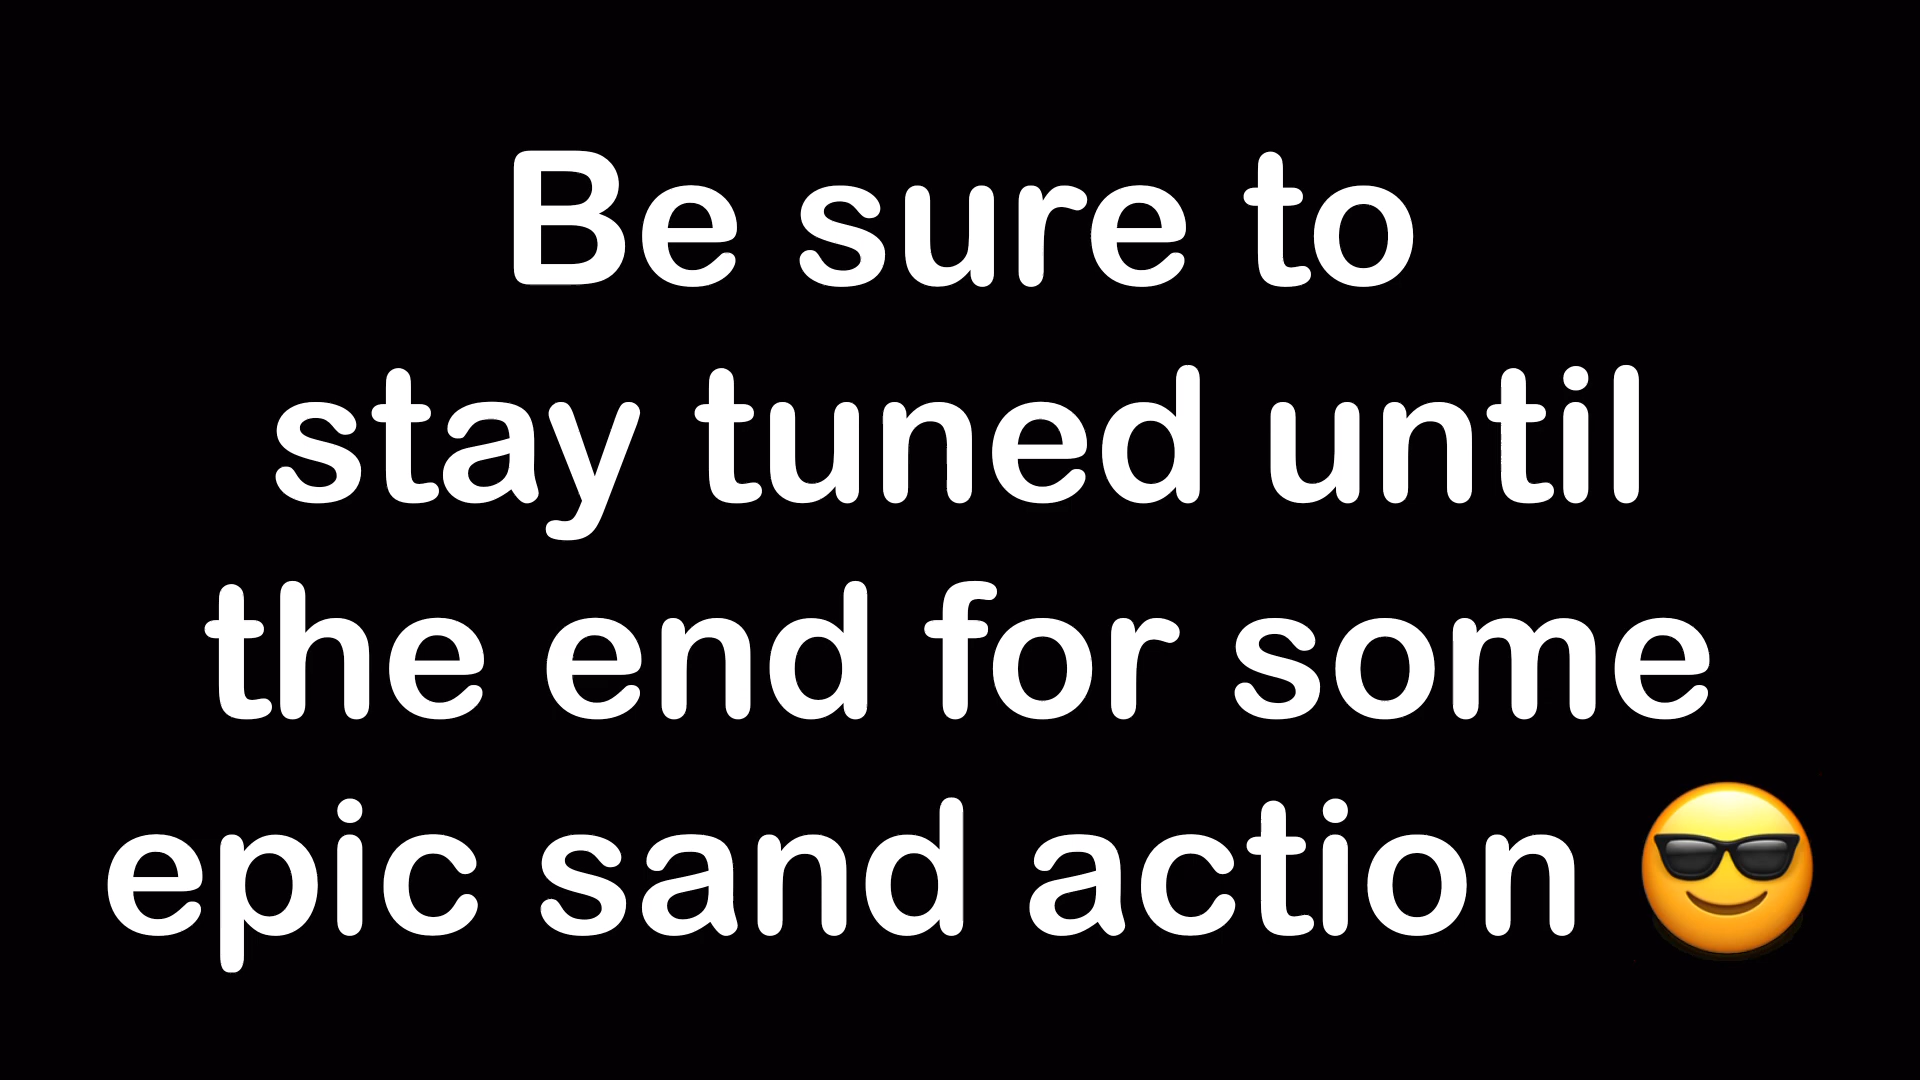 Be sure to
stay tuned until
the end for some
epic sand action 😎